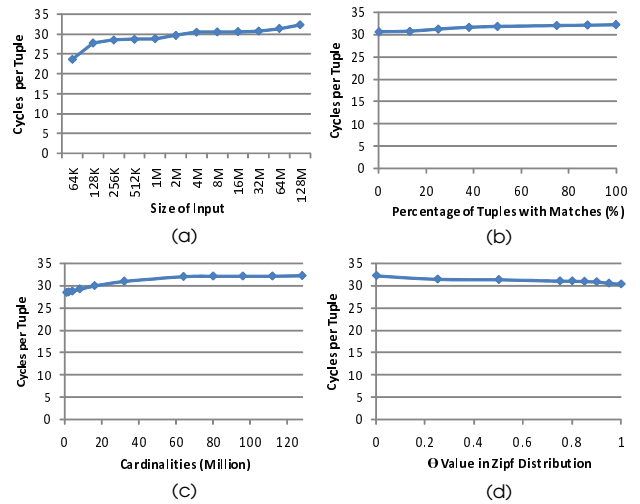 35
30
25
20
15
10
5
0
Cycles per Tuple
64K 128K 256K 512K 1M 2M 4M 8M 16M 32M 64M 128M
Size of Input
(a)
35
30
25
20
15
10
5
0
Cycles per Tuple
0 20 40 60 80 100
Percentage of Tuples with Matches (%)
(b)
35
30
25
20
15
10
5
0
Cycles per Tuple
0 20 40 60 80 100 120
Cardinalities (Million)
(c)
35
30
25
20
15
10
5
0
Cycles per Tuple
0 0.2 0.4 0.6 0.8 1
Θ Value in Zipf Distribution
(d)